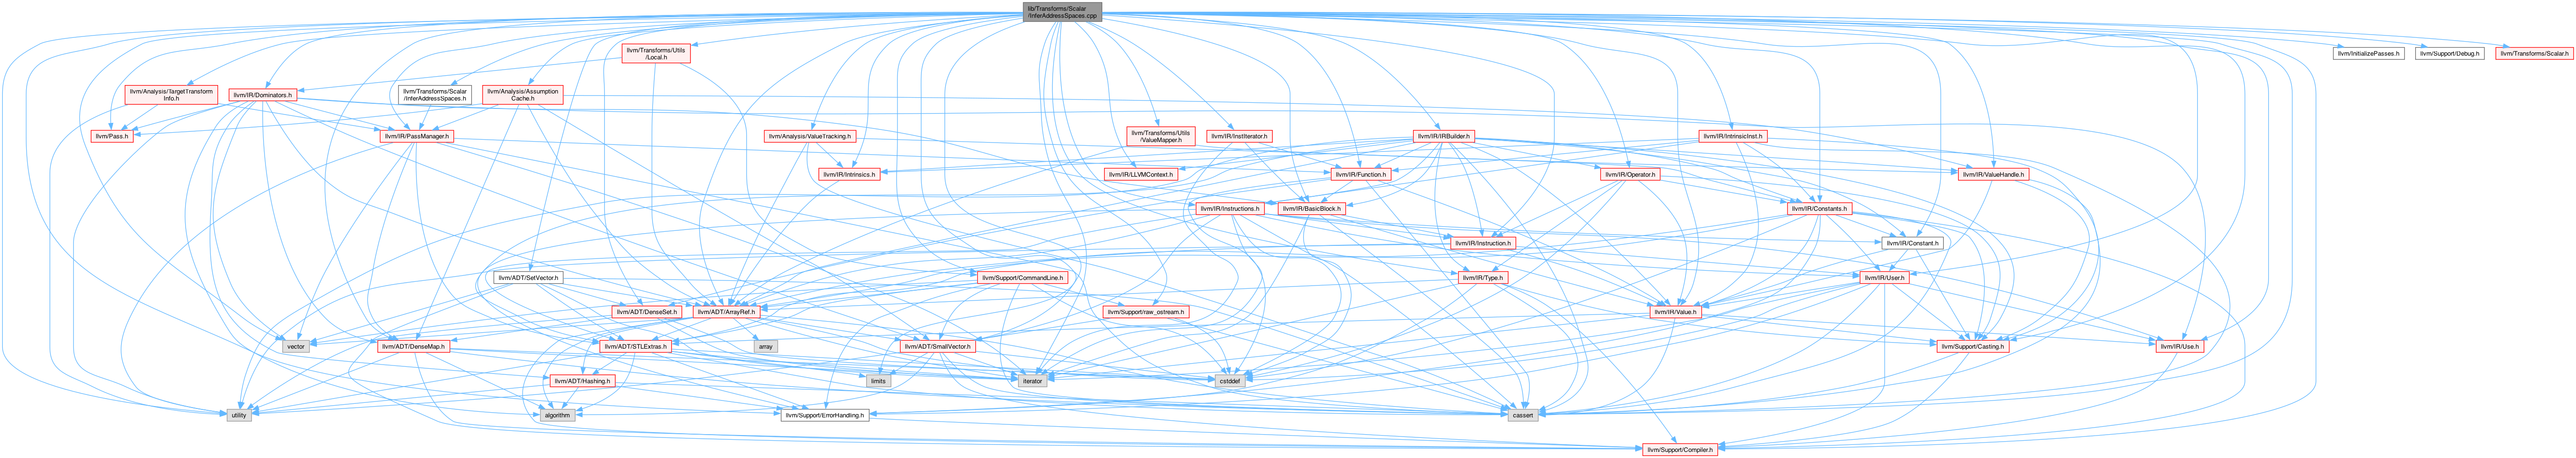 lib/Transforms/Scalar
/InferAddressSpaces.cpp
llvm/Transforms/Utils
/Local.h
llvm/InitializePasses.h
llvm/Support/Debug.h
llvm/Transforms/Scalar.h
llvm/Analysis/TargetTransform
Info.h
llvm/IR/Dominators.h
llvm/Transforms/Scalar
/InferAddressSpaces.h
llvm/Analysis/Assumption
Cache.h
llvm/Pass.h
llvm/IR/PassManager.h
llvm/Analysis/ValueTracking.h
llvm/Transforms/Utils
/ValueMapper.h
llvm/IR/InstIterator.h
llvm/IR/IRBuilder.h
llvm/IR/IntrinsicInst.h
llvm/IR/Intrinsics.h
llvm/IR/LLVMContext.h
llvm/IR/Function.h
llvm/IR/Operator.h
llvm/IR/ValueHandle.h
llvm/IR/Instructions.h
llvm/IR/BasicBlock.h
llvm/IR/Constants.h
llvm/IR/Instruction.h
llvm/IR/Constant.h
llvm/ADT/SetVector.h
llvm/Support/CommandLine.h
llvm/IR/Type.h
llvm/IR/User.h
llvm/ADT/DenseSet.h
llvm/ADT/ArrayRef.h
llvm/Support/raw_ostream.h
llvm/IR/Value.h
vector
llvm/ADT/DenseMap.h
llvm/ADT/STLExtras.h
array
llvm/ADT/SmallVector.h
llvm/Support/Casting.h
llvm/IR/Use.h
llvm/ADT/Hashing.h
limits
iterator
cstddef
utility
algorithm
llvm/Support/ErrorHandling.h
cassert
llvm/Support/Compiler.h